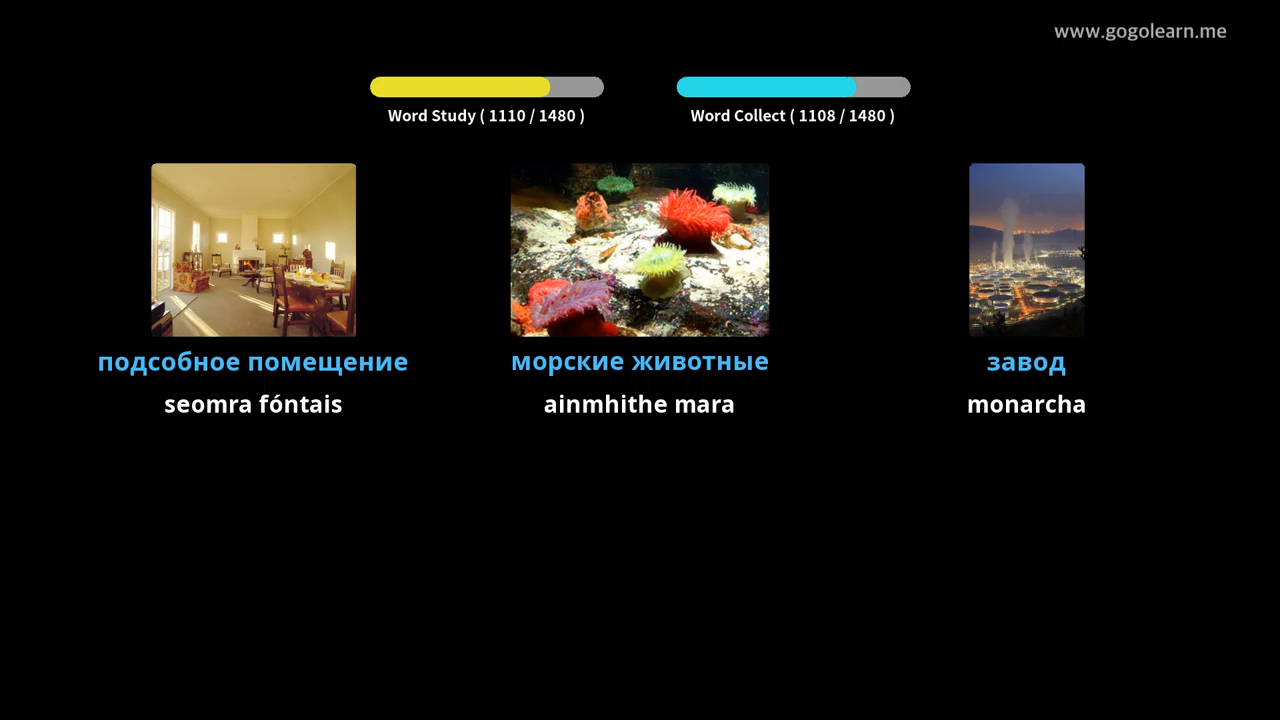 www.gogolearn.me
Word Study ( 1110 / 1480 )
Word Collect ( 1108 / 1480 )
подсобное помещение
морские животные
завод
seomra fóntais
ainmhithe mara
monarcha